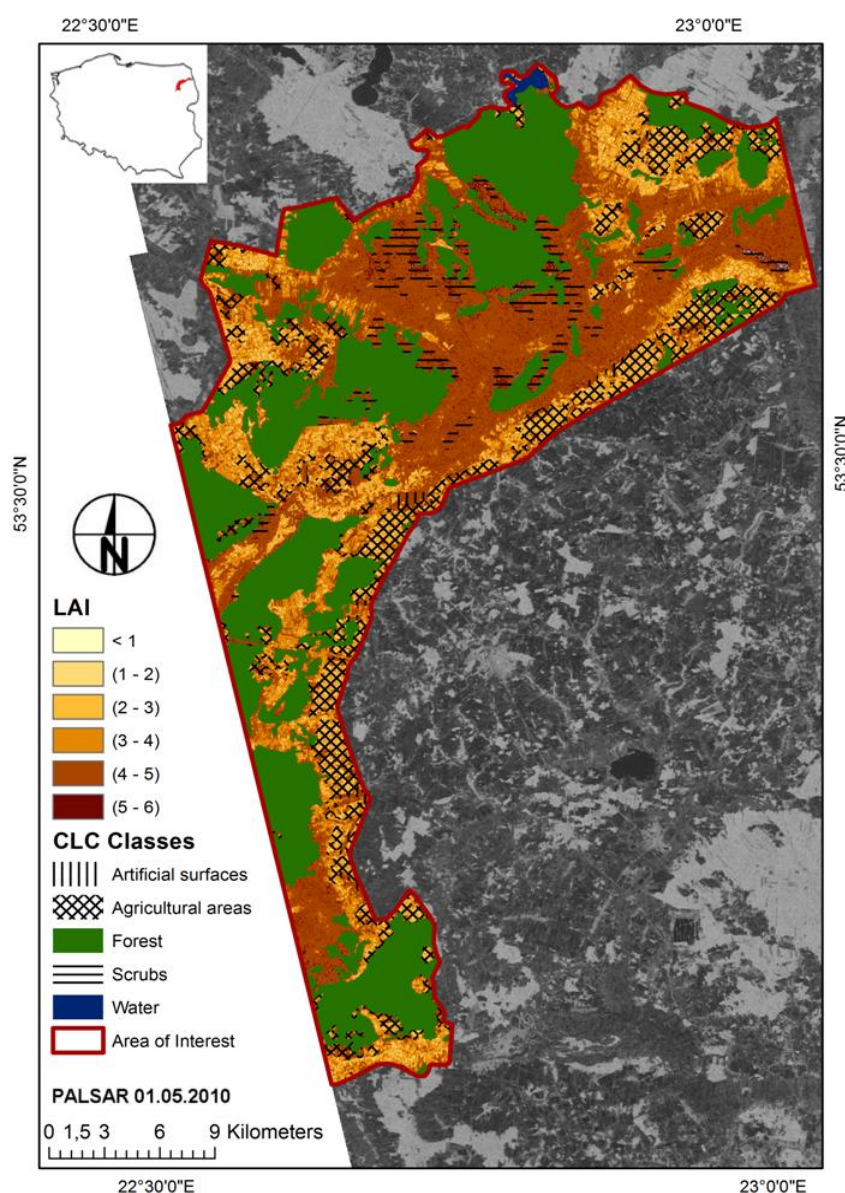 22°30'0"E
23°0'0"E
53°30'0"N
53°30'0"N
N
LAI
< 1
(1 - 2)
(2 - 3)
(3 - 4)
(4 - 5)
(5 - 6)
CLC Classes
Artificial surfaces
Agricultural areas
Forest
Scrubs
Water
Area of Interest
PALSAR 01.05.2010
0 1,5 3 6 9 Kilometers
22°30'0"E
23°0'0"E